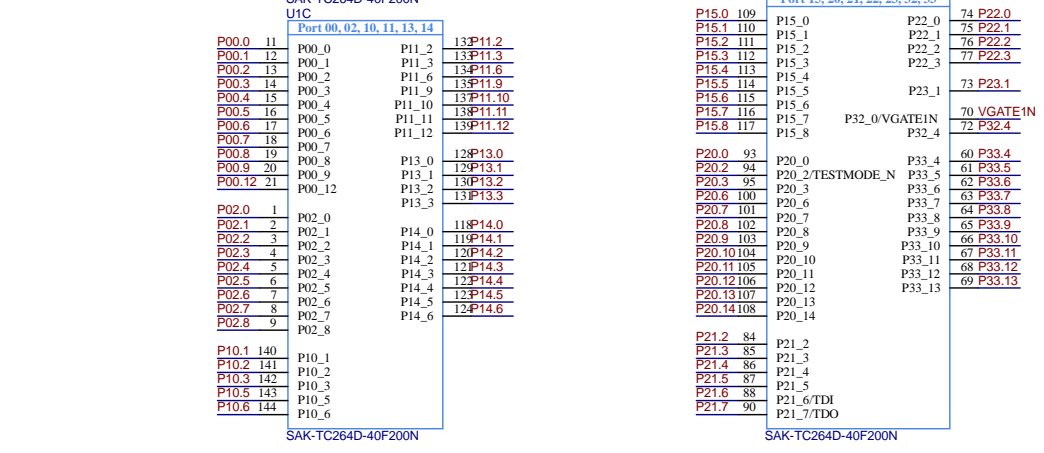 SAK-TC264D-40F200N
U1C
Port 00, 02, 10, 11, 13, 14
P00.0 11 P00_0 P11_2 132 P11.2
P00.1 12 P00_1 P11_3 133 P11.3
P00.2 13 P00_2 P11_6 134 P11.6
P00.3 14 P00_3 P11_9 135 P11.9
P00.4 15 P00_4 P11_10 137 P11.10
P00.5 16 P00_5 P11_11 138 P11.11
P00.6 17 P00_6 P11_12 139 P11.12
P00.7 18 P00_7
P00.8 19 P00_8 P13_0 128 P13.0
P00.9 20 P00_9 P13_1 129 P13.1
P00.12 21 P00_12 P13_2 130 P13.2
P13_3 131 P13.3
P02.0 1 P02_0
P02.1 2 P02_1 P14_0 118 P14.0
P02.2 3 P02_2 P14_1 119 P14.1
P02.3 4 P02_3 P14_2 120 P14.2
P02.4 5 P02_4 P14_3 121 P14.3
P02.5 6 P02_5 P14_4 122 P14.4
P02.6 7 P02_6 P14_5 123 P14.5
P02.7 8 P02_7 P14_6 124 P14.6
P02.8 9 P02_8
P10.1 140 P10_1
P10.2 141 P10_2
P10.3 142 P10_3
P10.5 143 P10_5
P10.6 144 P10_6
SAK-TC264D-40F200N
Port 15, 20, 21, 22, 23, 32, 33
P15.0 109 P15_0 P22_0 74 P22.0
P15.1 110 P15_1 P22_1 75 P22.1
P15.2 111 P15_2 P22_2 76 P22.2
P15.3 112 P15_3 P22_3 77 P22.3
P15.4 113 P15_4
P15.5 114 P15_5 P23_1 73 P23.1
P15.6 115 P15_6
P15.7 116 P15_7 P32_0/VGATE1N 70 VGATE1N
P15.8 117 P15_8 P32_4 72 P32.4
P20.0 93 P20_0 P33_4 60 P33.4
P20.2 94 P20_2/TESTMODE_N P33_5 61 P33.5
P20.3 95 P20_3 P33_6 62 P33.6
P20.6 100 P20_6 P33_7 63 P33.7
P20.7 101 P20_7 P33_8 64 P33.8
P20.8 102 P20_8 P33_9 65 P33.9
P20.9 103 P20_9 P33_10 66 P33.10
P20.10 104 P20_10 P33_11 67 P33.11
P20.11 105 P20_11 P33_12 68 P33.12
P20.12 106 P20_12 P33_13 69 P33.13
P20.13 107 P20_13
P20.14 108 P20_14
P21.2 84 P21_2
P21.3 85 P21_3
P21.4 86 P21_4
P21.5 87 P21_5
P21.6 88 P21_6/TDI
P21.7 90 P21_7/TDO
SAK-TC264D-40F200N